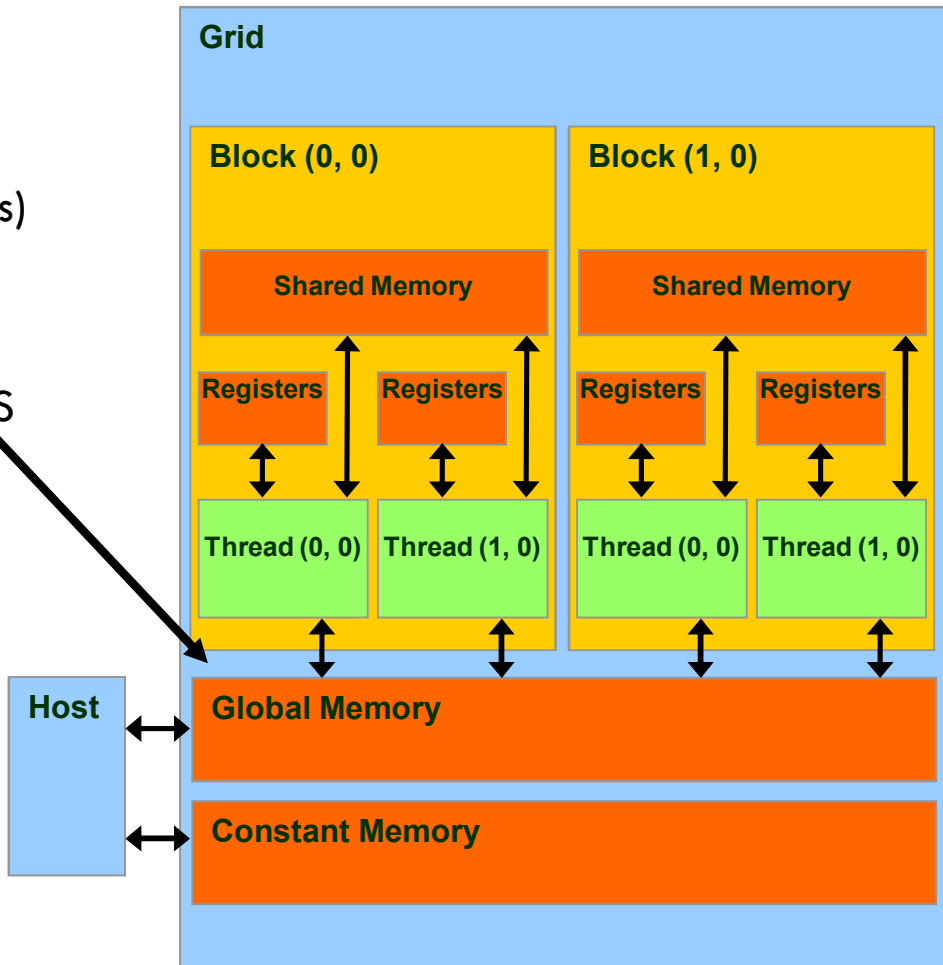 Grid
Block (0, 0)
Block (1, 0)
s)
Shared Memory
Shared Memory
S
Registers
Registers
Registers
Registers
Thread (0, 0)
Thread (1, 0)
Thread (0, 0)
Thread (1, 0)
Host
Global Memory
Constant Memory